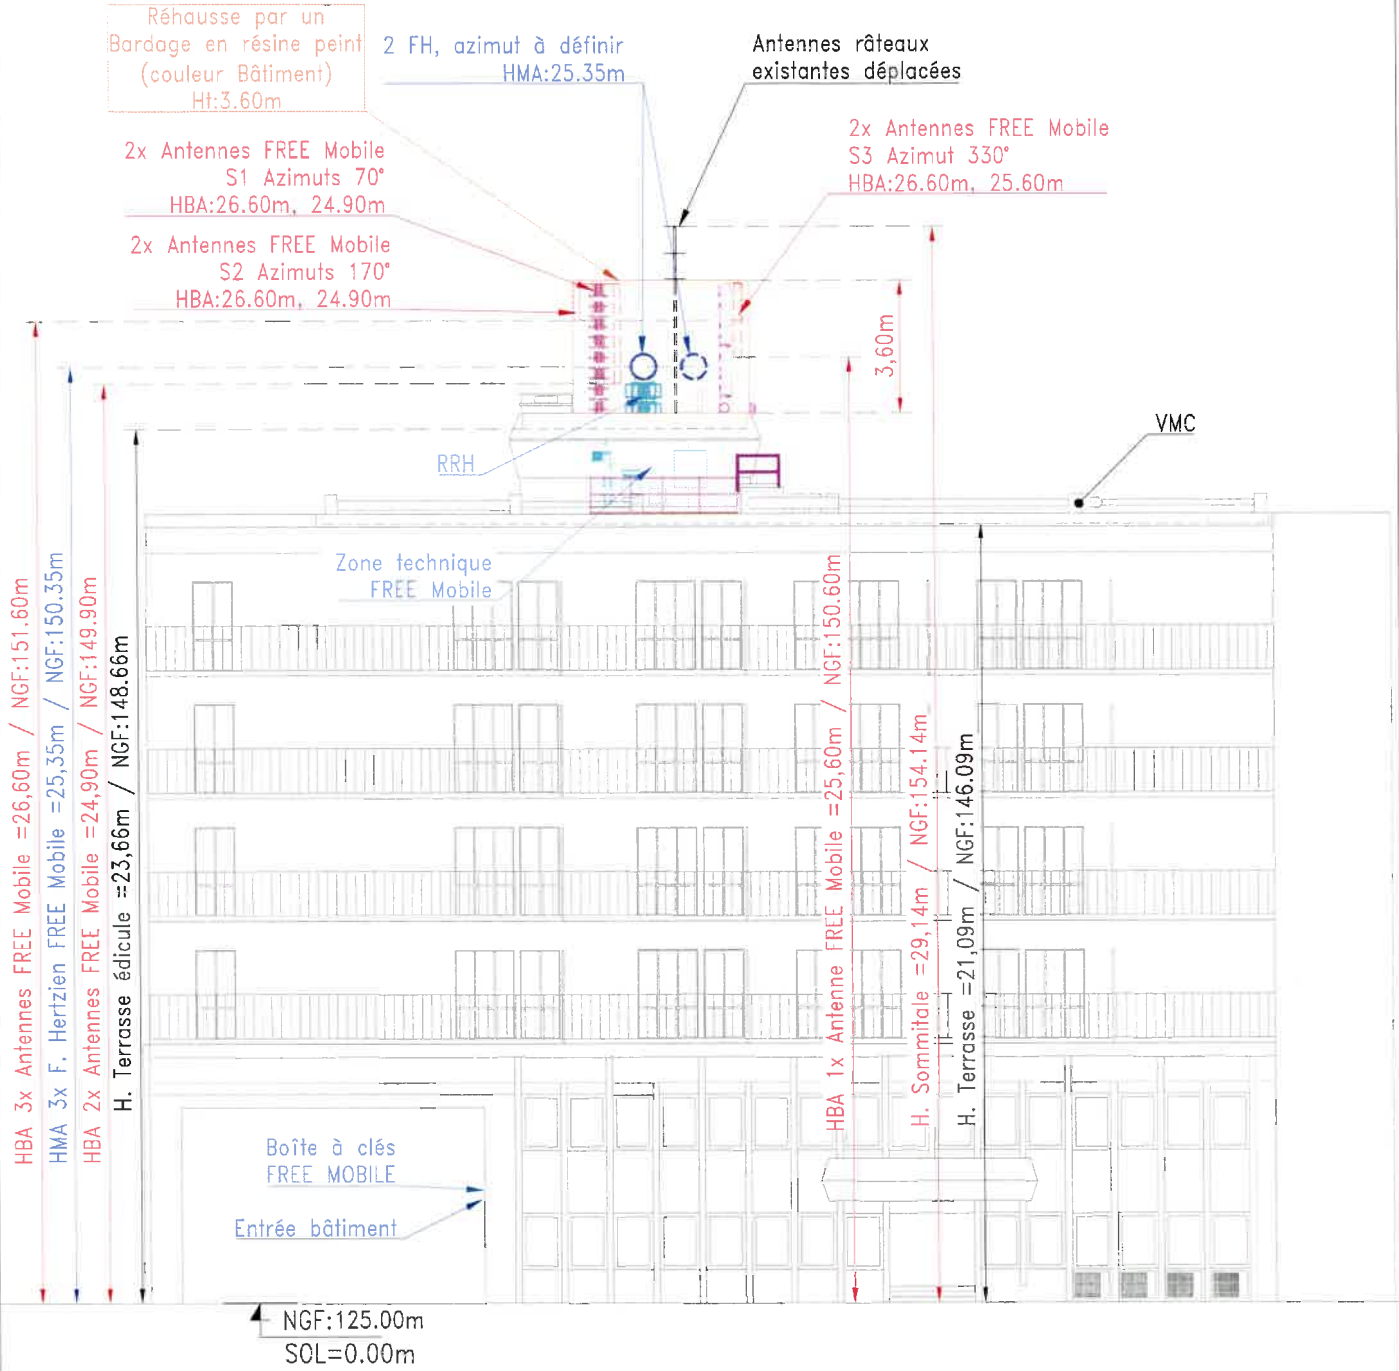 Réhausse par un
Bardage en résine peint
(couleur Bâtiment)
Ht:3.60m
2 FH, azimut à définir
HMA:25.35m
Antennes râteaux
existantes déplacées
2x Antennes FREE Mobile
S1 Azimuts 70°
HBA:26.60m, 24.90m
2x Antennes FREE Mobile
S3 Azimut 330°
HBA:26.60m, 25.60m
2x Antennes FREE Mobile
S2 Azimuts 170°
HBA:26.60m, 24.90m
3,60m
VMC
RRH
Zone technique
FREE Mobile
HBA 3x Antennes FREE Mobile =26,60m / NGF:151.60m
HMA 3x F. Hertzien FREE Mobile =25,35m / NGF:150.35m
HBA 2x Antennes FREE Mobile =24,90m / NGF:149.90m
H. Terrasse édicule =23,66m / NGF:148.66m
HBA 1x Antenne FREE Mobile =25,60m / NGF:150.60m
H. Sommitale =29,14m / NGF:154.14m
H. Terrasse =21,09m / NGF:146.09m
Boîte à clés
FREE MOBILE
Entrée bâtiment
NGF:125.00m
SOL=0.00m